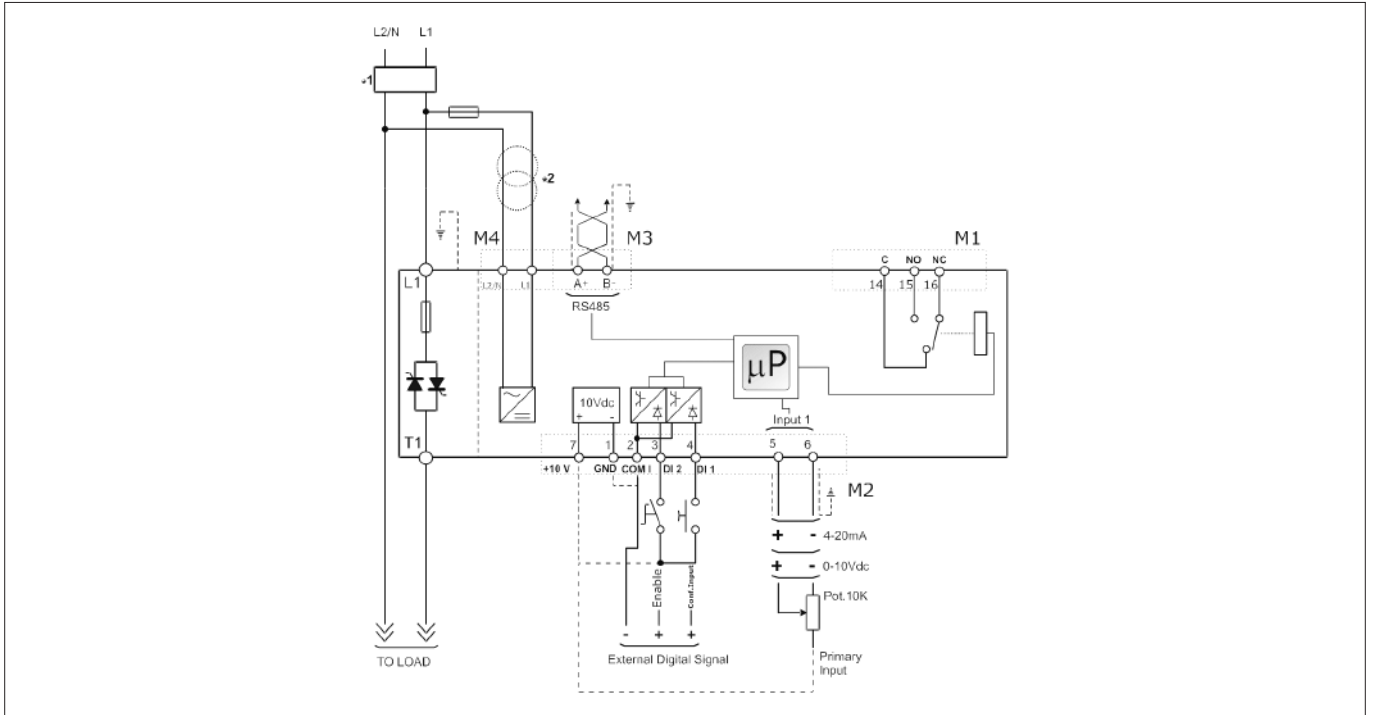 L2/N L1
*1
*2
M4 M3 M1
C NO NC
L1 L2/N L1 A+ B- 14 15 16
RS485
µP
10Vdc
+ -
Input 1
T1 7 1 2 3 4 5 6
+10 V GND COM I DI 2 DI 1
M2
+ - 4-20mA
+ - 0-10Vdc
Enable
Conf.Input
Pot.10K
- + +
External Digital Signal
TO LOAD
Primary
Input